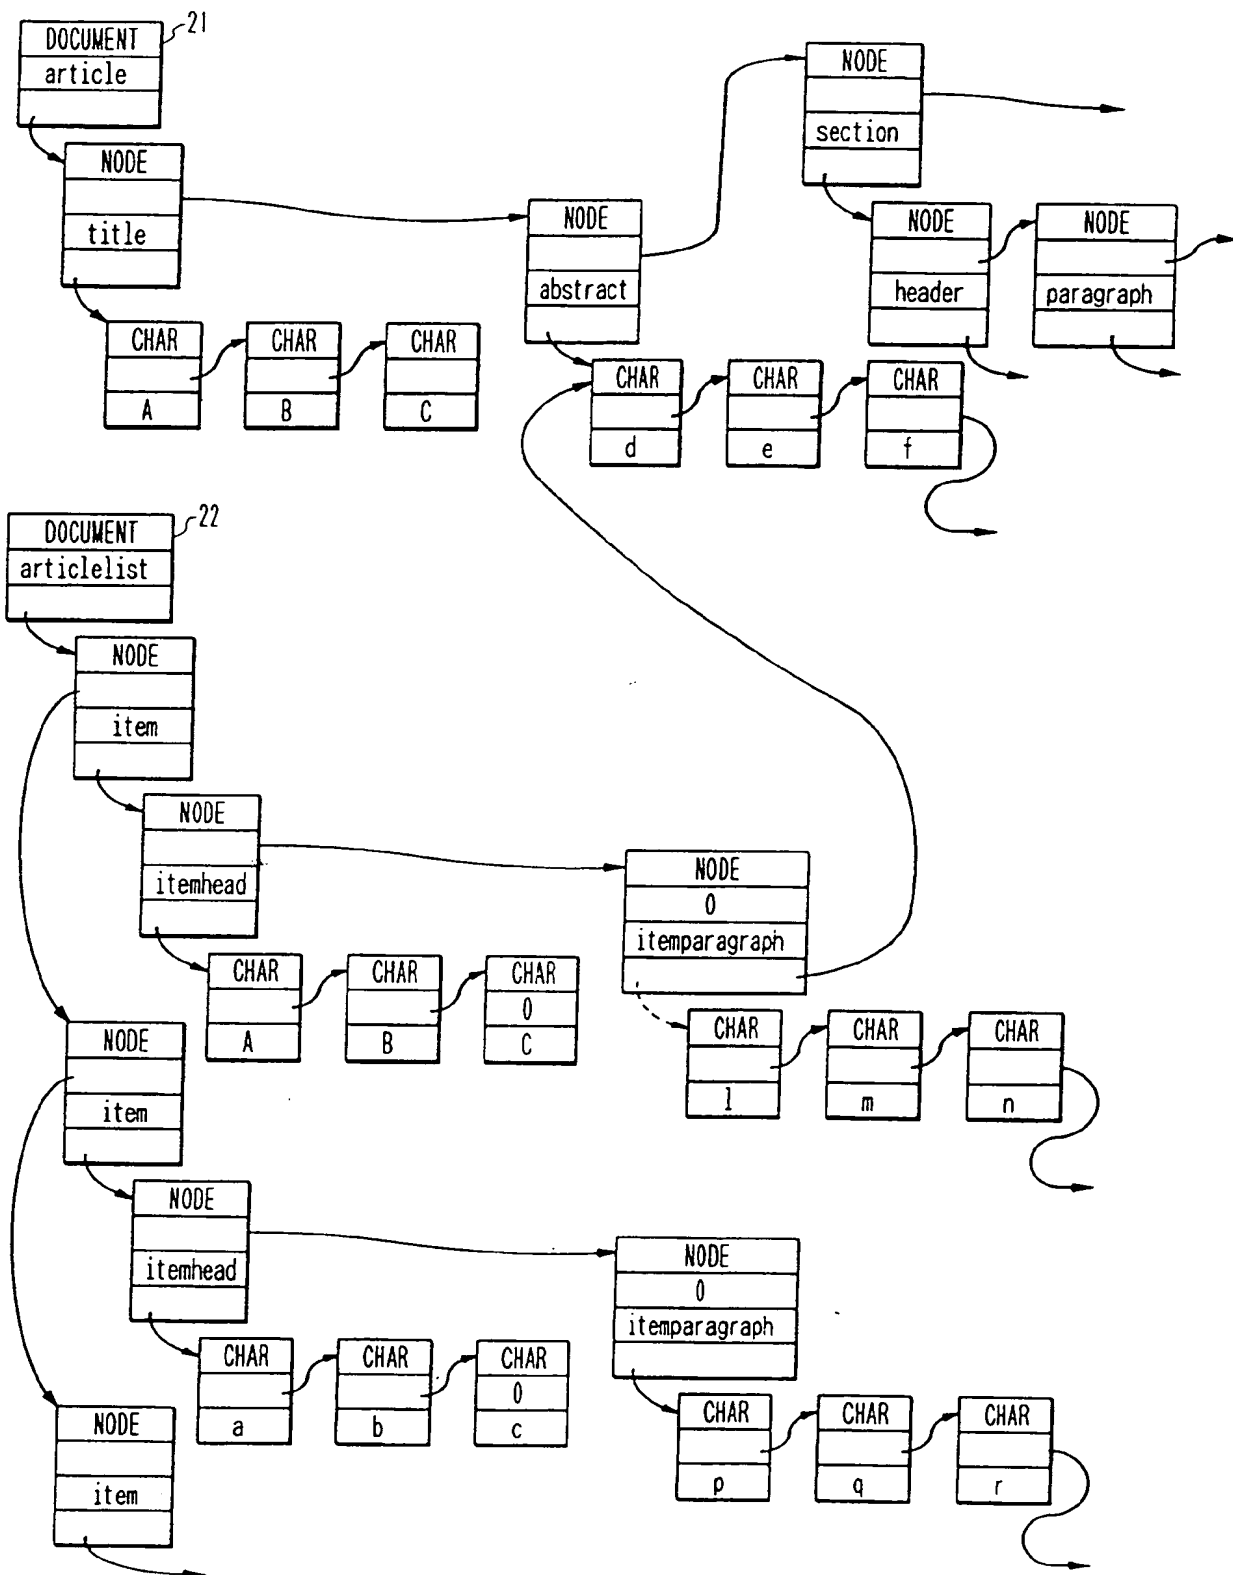 DOCUMENT
21
article
NODE
title
CHAR
A
CHAR
B
CHAR
C
NODE
abstract
CHAR
d
CHAR
e
CHAR
f
NODE
section
NODE
header
NODE
paragraph
DOCUMENT
22
articlelist
NODE
item
NODE
itemhead
CHAR
A
CHAR
B
CHAR
0
C
NODE
0
itemparagraph
CHAR
l
CHAR
m
CHAR
n
NODE
item
NODE
itemhead
CHAR
a
CHAR
b
CHAR
0
c
NODE
0
itemparagraph
CHAR
p
CHAR
q
CHAR
r
NODE
item